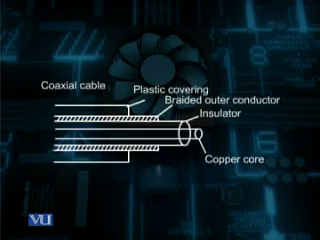 Coaxial cable
Plastic covering
Braided outer conductor
Insulator
Copper core
VU